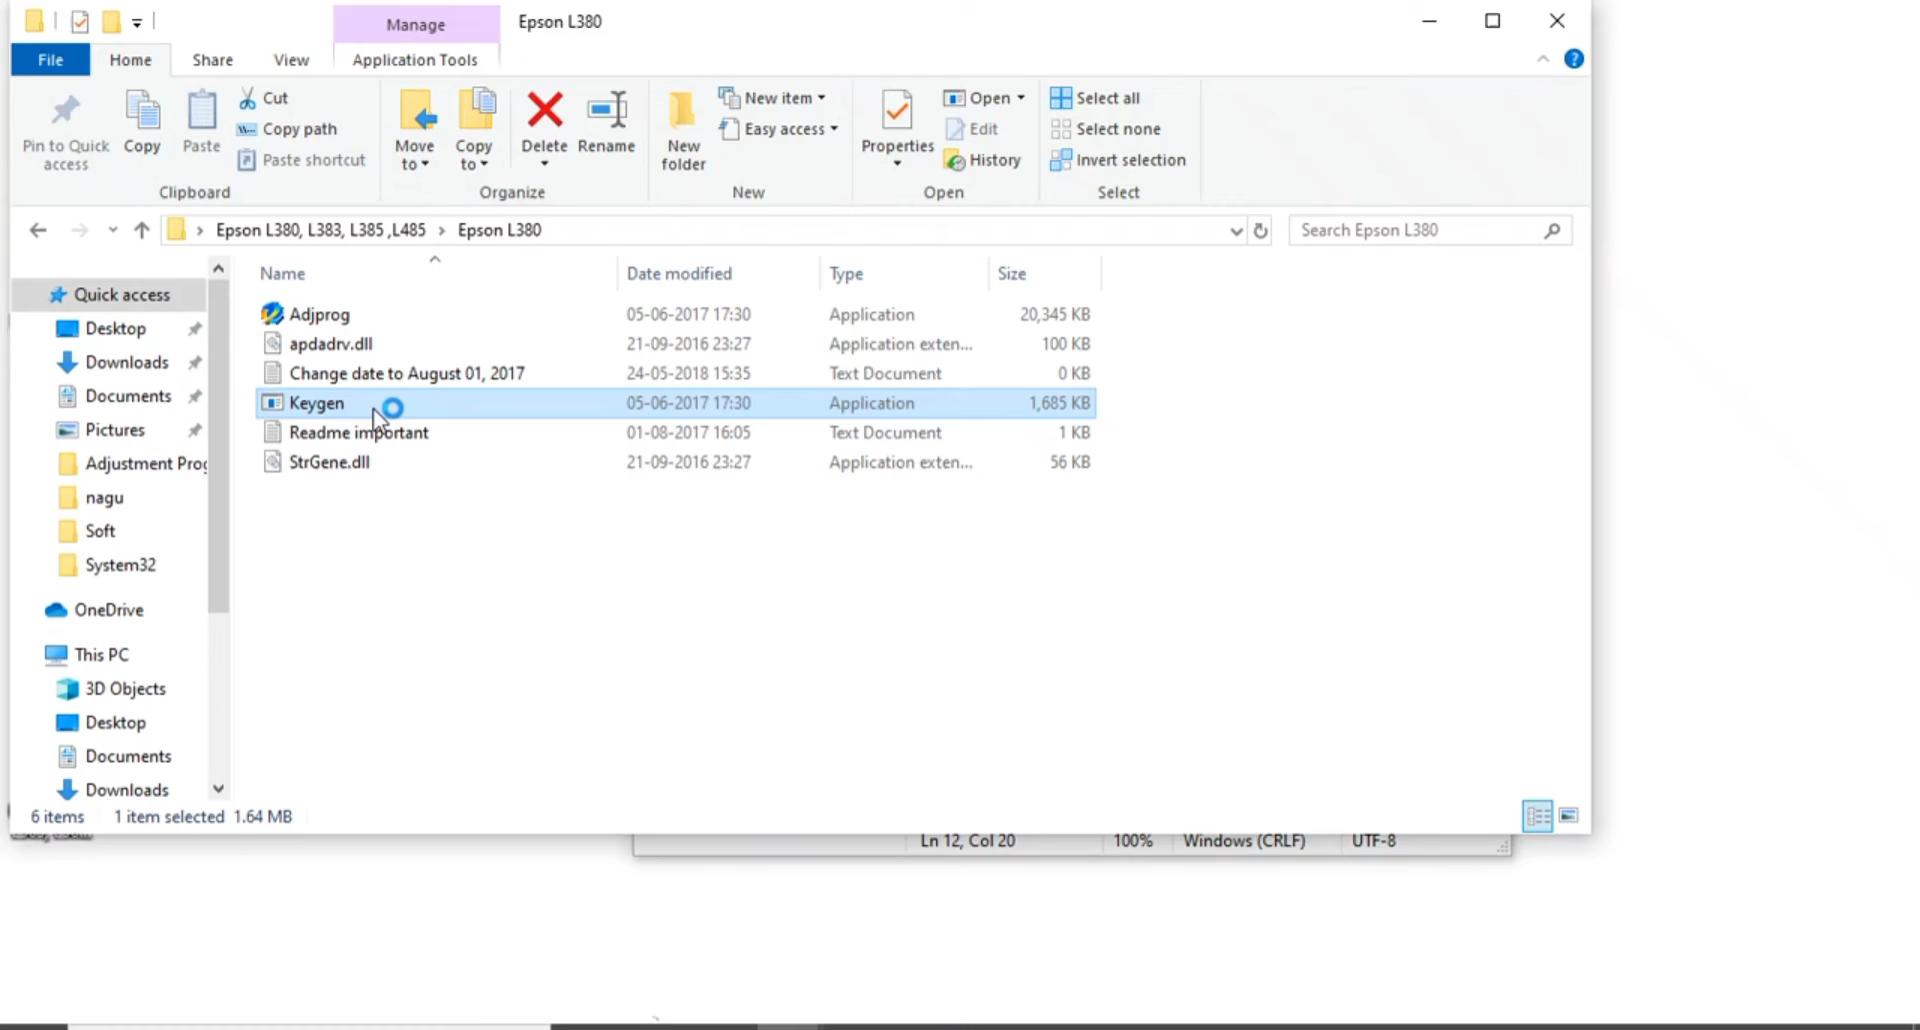 Manage
Epson L380
File
Home
Share
View
Application Tools
Pin to Quick access
Copy
Paste
Cut
Copy path
Paste shortcut
Clipboard
Move to
Copy to
Delete
Rename
Organize
New folder
New item
Easy access
New
Properties
Open
Edit
History
Open
Select all
Select none
Invert selection
Select
Epson L380, L383, L385 ,L485 › Epson L380
Search Epson L380
Name Date modified Type Size
Adjprog 05-06-2017 17:30 Application 20,345 KB
apdadrv.dll 21-09-2016 23:27 Application exten... 100 KB
Change date to August 01, 2017 24-05-2018 15:35 Text Document 0 KB
Keygen 05-06-2017 17:30 Application 1,685 KB
Readme important 01-08-2017 16:05 Text Document 1 KB
StrGene.dll 21-09-2016 23:27 Application exten... 56 KB
Quick access
Desktop
Downloads
Documents
Pictures
Adjustment Prog
nagu
Soft
System32
OneDrive
This PC
3D Objects
Desktop
Documents
Downloads
6 items 1 item selected 1.64 MB
Ln 12, Col 20 100% Windows (CRLF) UTF-8